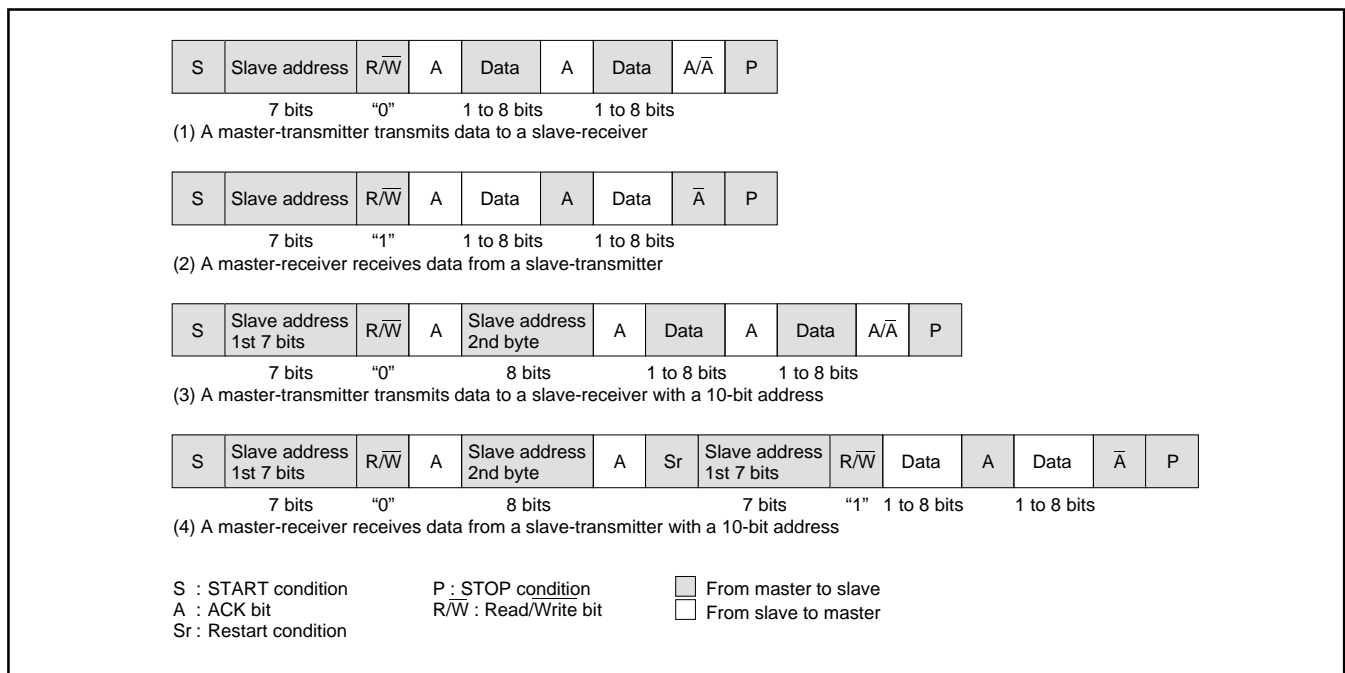 S Slave address R/W̅ A Data A Data A/A̅ P
7 bits “0” 1 to 8 bits 1 to 8 bits
(1) A master-transmitter transmits data to a slave-receiver
S Slave address R/W̅ A Data A Data A̅ P
7 bits “1” 1 to 8 bits 1 to 8 bits
(2) A master-receiver receives data from a slave-transmitter
S Slave address 1st 7 bits R/W̅ A Slave address 2nd byte A Data A Data A/A̅ P
7 bits “0” 8 bits 1 to 8 bits 1 to 8 bits
(3) A master-transmitter transmits data to a slave-receiver with a 10-bit address
S Slave address 1st 7 bits R/W̅ A Slave address 2nd byte A Sr Slave address 1st 7 bits R/W̅ Data A Data A̅ P
7 bits “0” 8 bits 7 bits “1” 1 to 8 bits 1 to 8 bits
(4) A master-receiver receives data from a slave-transmitter with a 10-bit address
S : START condition P : STOP condition From master to slave
A : ACK bit R/W̅ : Read/W̅r̅i̅t̅e̅ bit From slave to master
Sr : Restart condition